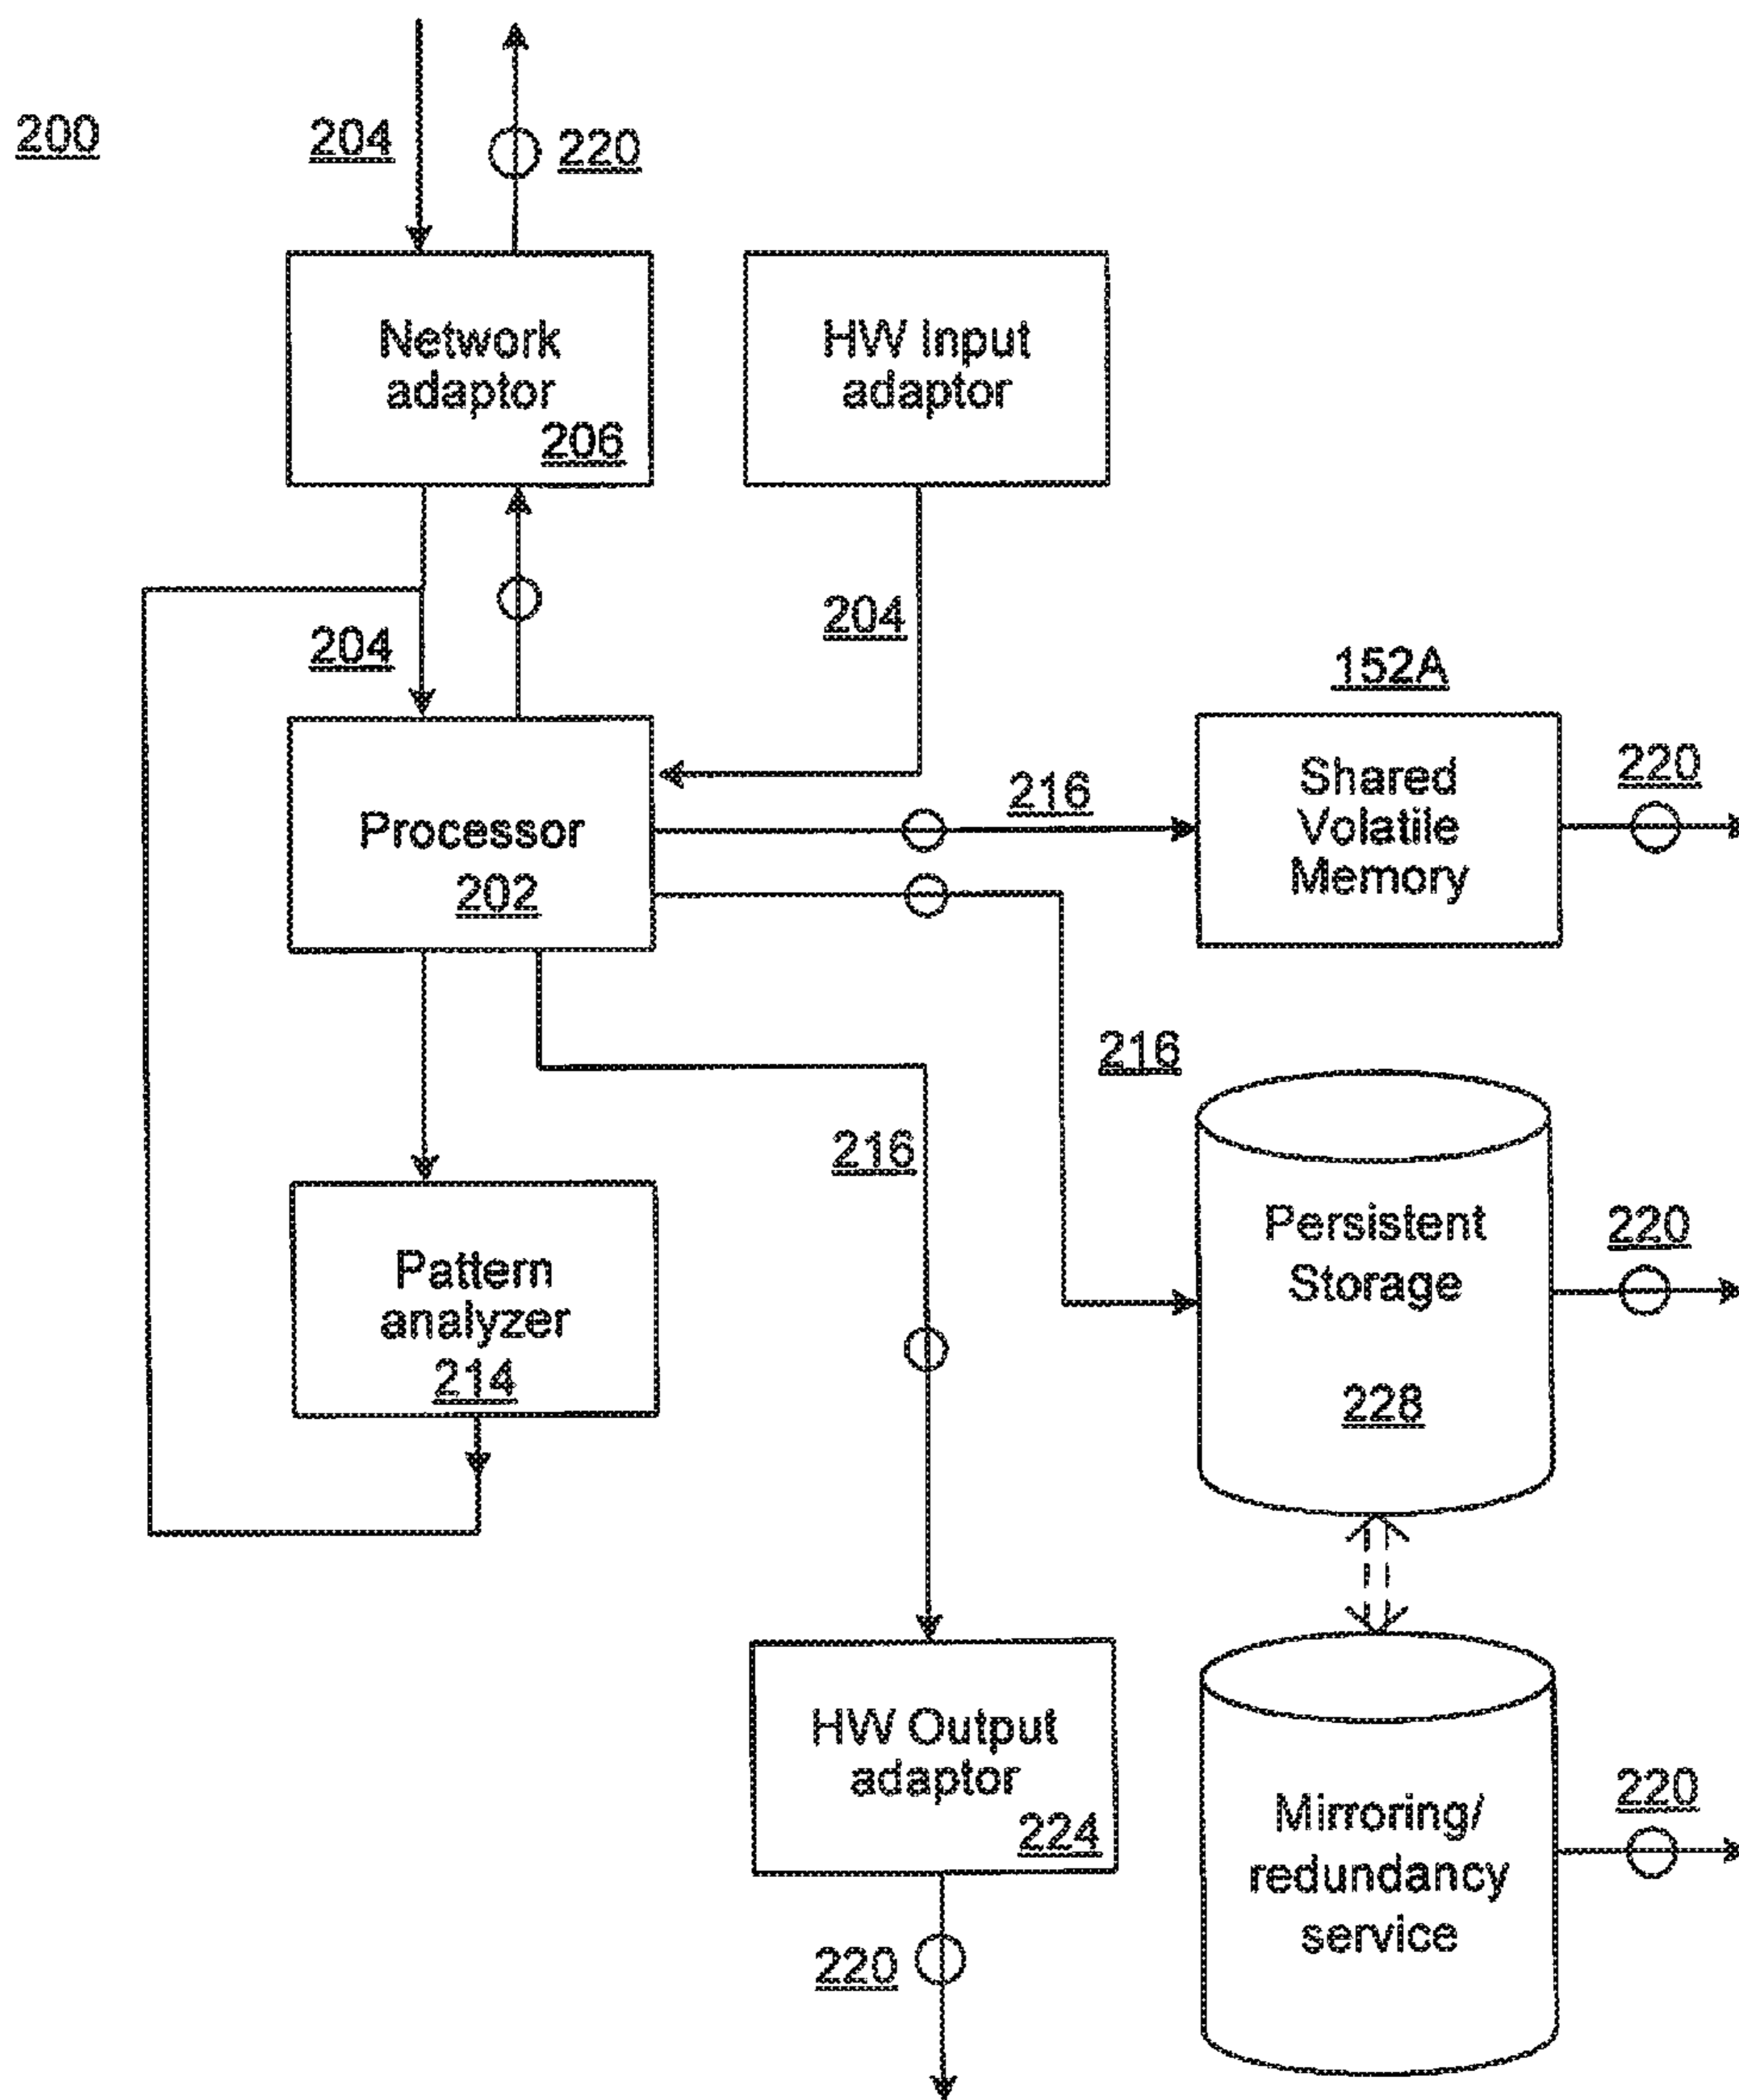 200
204
220
Network
adaptor
206
HW Input
adaptor
204
204
152A
Shared
Volatile
Memory
220
216
Processor
202
216
216
Persistent
Storage
228
220
Pattern
analyzer
214
HW Output
adaptor
224
220
Mirroring/
redundancy
service
220